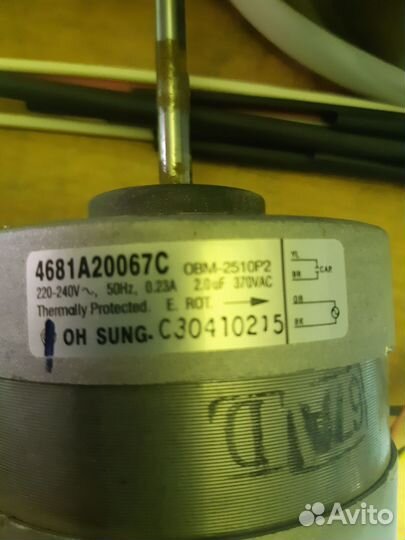 4681A20067C OBM-2510P2
220-240V~, 50Hz, 0.23A 2.0uF 370VAC
Thermally Protected. E. ROT.
OH SUNG- C30410215
YL
BR
CAP.
OR
BK
Avito